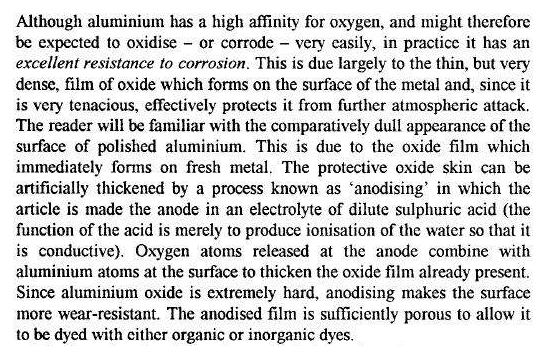 Although aluminium has a high affinity for oxygen, and might therefore
be expected to oxidise – or corrode – very easily, in practice it has an
excellent resistance to corrosion. This is due largely to the thin, but very
dense, film of oxide which forms on the surface of the metal and, since it
is very tenacious, effectively protects it from further atmospheric attack.
The reader will be familiar with the comparatively dull appearance of the
surface of polished aluminium. This is due to the oxide film which
immediately forms on fresh metal. The protective oxide skin can be
artificially thickened by a process known as ‘anodising’ in which the
article is made the anode in an electrolyte of dilute sulphuric acid (the
function of the acid is merely to produce ionisation of the water so that it
is conductive). Oxygen atoms released at the anode combine with
aluminium atoms at the surface to thicken the oxide film already present.
Since aluminium oxide is extremely hard, anodising makes the surface
more wear-resistant. The anodised film is sufficiently porous to allow it
to be dyed with either organic or inorganic dyes.